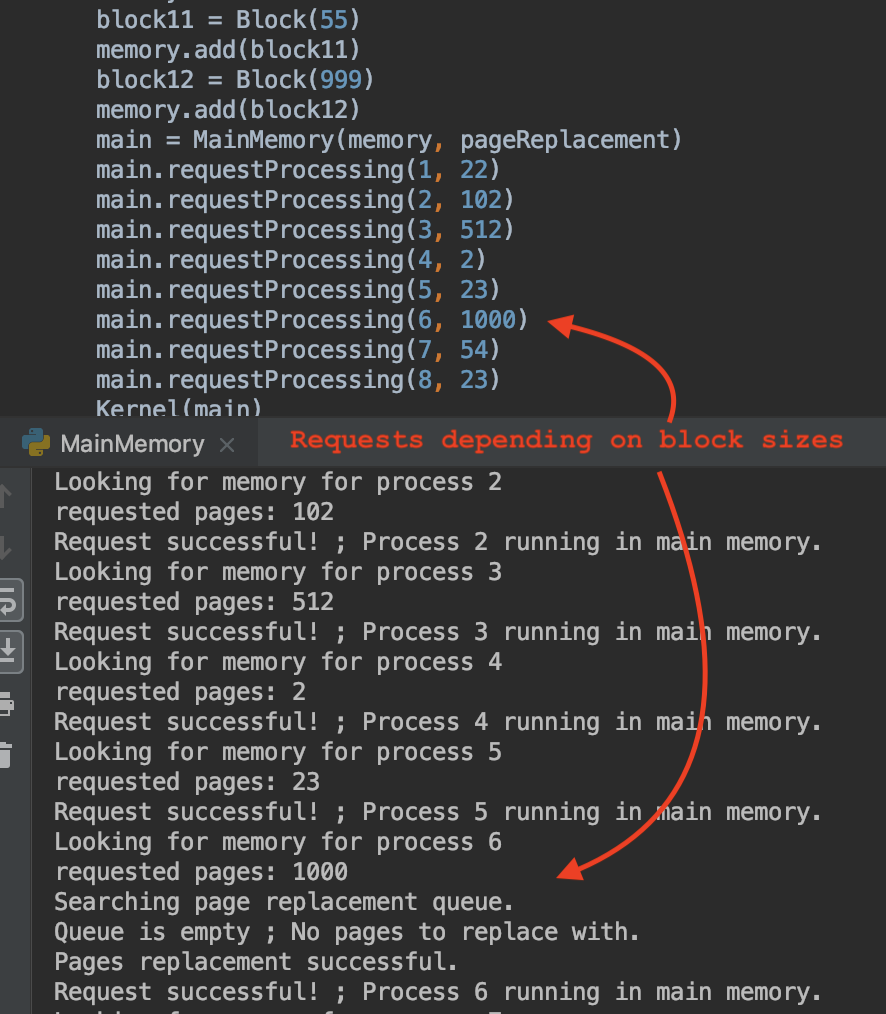 block11 = Block(55)
memory.add(block11)
block12 = Block(999)
memory.add(block12)
main = MainMemory(memory, pageReplacement)
main.requestProcessing(1, 22)
main.requestProcessing(2, 102)
main.requestProcessing(3, 512)
main.requestProcessing(4, 2)
main.requestProcessing(5, 23)
main.requestProcessing(6, 1000)
main.requestProcessing(7, 54)
main.requestProcessing(8, 23)
Kernel(main)
MainMemory ×
Requests depending on block sizes
Looking for memory for process 2
requested pages: 102
Request successful! ; Process 2 running in main memory.
Looking for memory for process 3
requested pages: 512
Request successful! ; Process 3 running in main memory.
Looking for memory for process 4
requested pages: 2
Request successful! ; Process 4 running in main memory.
Looking for memory for process 5
requested pages: 23
Request successful! ; Process 5 running in main memory.
Looking for memory for process 6
requested pages: 1000
Searching page replacement queue.
Queue is empty ; No pages to replace with.
Pages replacement successful.
Request successful! ; Process 6 running in main memory.